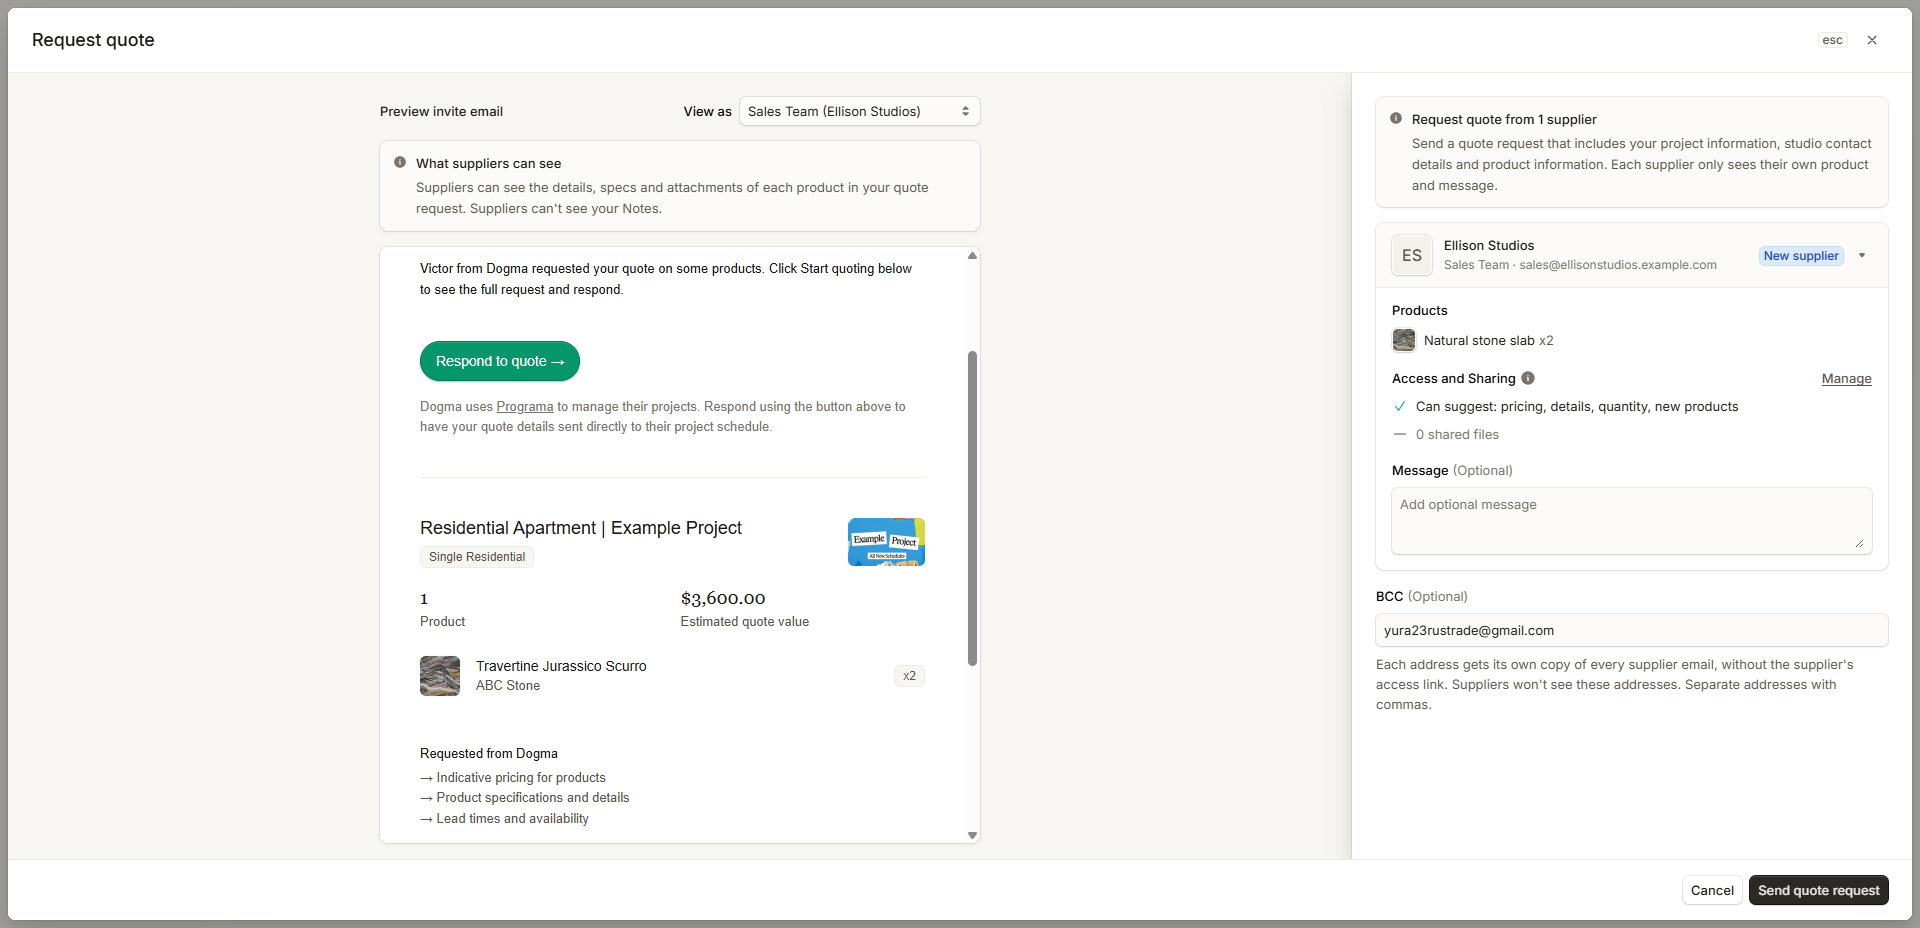 Request quote
esc
Preview invite email
View as
Sales Team (Ellison Studios)
What suppliers can see
Suppliers can see the details, specs and attachments of each product in your quote
request. Suppliers can't see your Notes.
Victor from Dogma requested your quote on some products. Click Start quoting below
to see the full request and respond.
Respond to quote →
Dogma uses Programa to manage their projects. Respond using the button above to
have your quote details sent directly to their project schedule.
Residential Apartment | Example Project
Single Residential
Example Project
All New Schedules
1
Product
$3,600.00
Estimated quote value
Travertine Jurassico Scurro
ABC Stone
x2
Requested from Dogma
→ Indicative pricing for products
→ Product specifications and details
→ Lead times and availability
Request quote from 1 supplier
Send a quote request that includes your project information, studio contact
details and product information. Each supplier only sees their own product
and message.
ES
Ellison Studios
Sales Team · sales@ellisonstudios.example.com
New supplier
Products
Natural stone slab x2
Access and Sharing
Manage
Can suggest: pricing, details, quantity, new products
0 shared files
Message (Optional)
Add optional message
BCC (Optional)
yura23rustrade@gmail.com
Each address gets its own copy of every supplier email, without the supplier's
access link. Suppliers won't see these addresses. Separate addresses with
commas.
Cancel
Send quote request